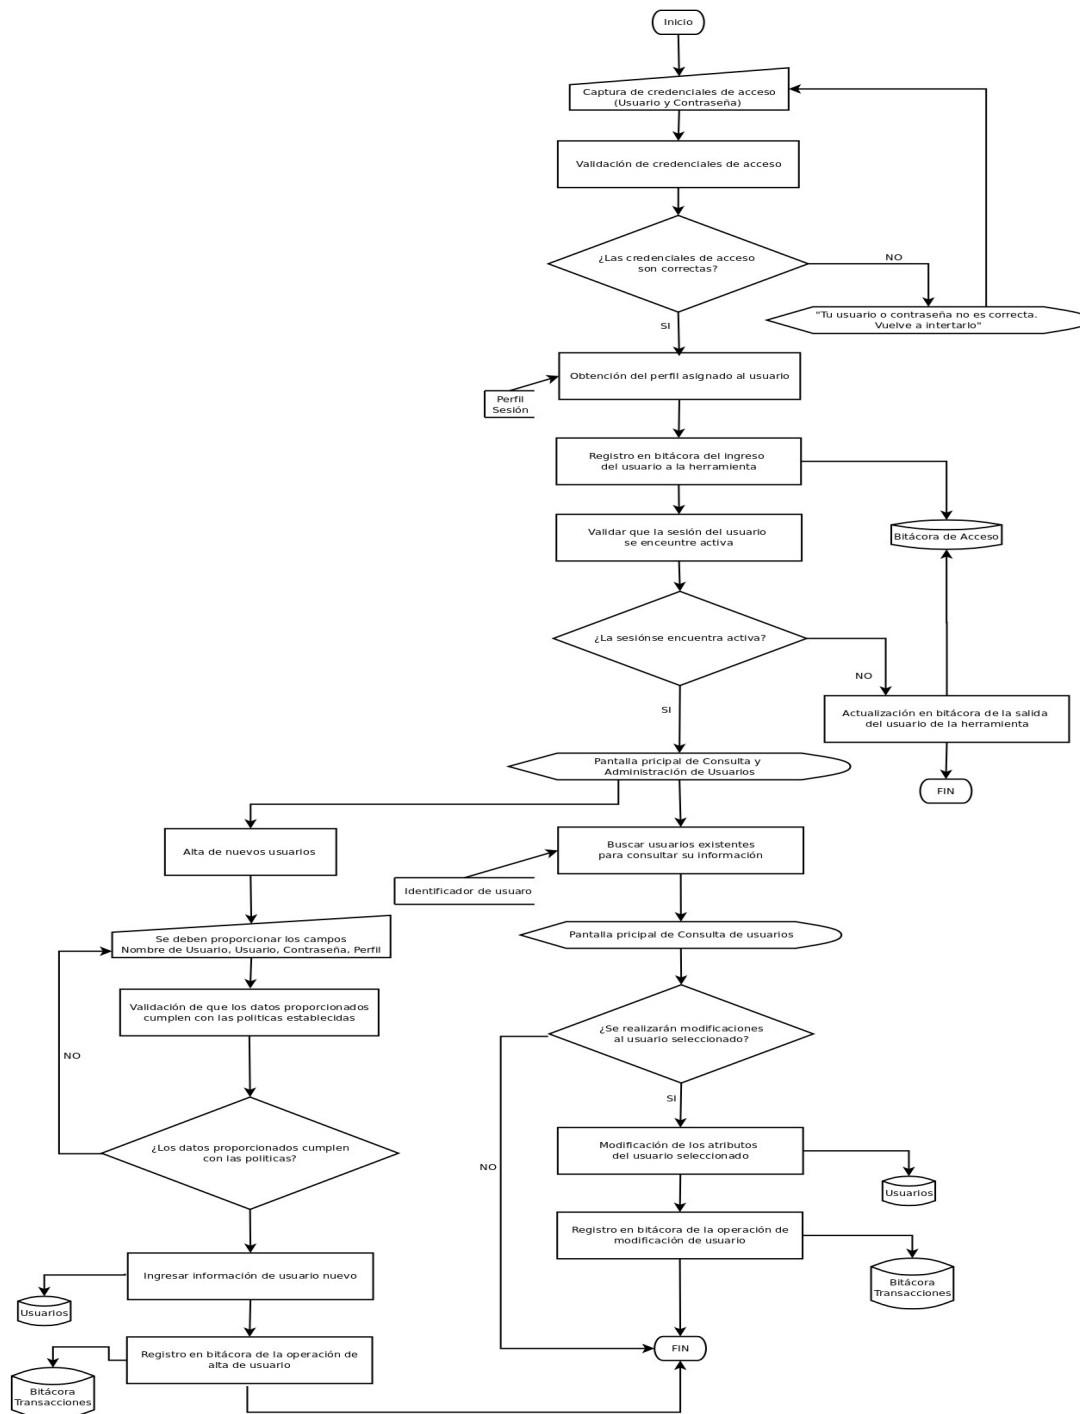 Inicio
Captura de credenciales de acceso
(Usuario y Contraseña)
Validación de credenciales de acceso
¿Las credenciales de acceso
son correctas?
NO
"Tu usuario o contraseña no es correcta.
Vuelve a intertarlo"
SI
Obtención del perfil asignado al usuario
Perfil
Sesión
Registro en bitácora del ingreso
del usuario a la herramienta
Validar que la sesión del usuario
se enceuntre activa
Bitácora de Acceso
¿La sesiónse encuentra activa?
NO
SI
Actualización en bitácora de la salida
del usuario de la herramienta
Pantalla pricipal de Consulta y
Administración de Usuarios
FIN
Alta de nuevos usuarios
Buscar usuarios existentes
para consultar su información
Identificador de usuaro
Se deben proporcionar los campos
Nombre de Usuario, Usuario, Contraseña, Perfil
Pantalla pricipal de Consulta de usuarios
Validación de que los datos proporcionados
cumplen con las politicas establecidas
¿Se realizarán modificaciones
al usuario seleccionado?
NO
SI
¿Los datos proporcionados cumplen
con las politicas?
Modificación de los atributos
del usuario seleccionado
NO
Usuarios
Registro en bitácora de la operación de
modificación de usuario
Ingresar información de usuario nuevo
Bitácora
Transacciones
Usuarios
Registro en bitácora de la operación de
alta de usuario
FIN
Bitácora
Transacciones